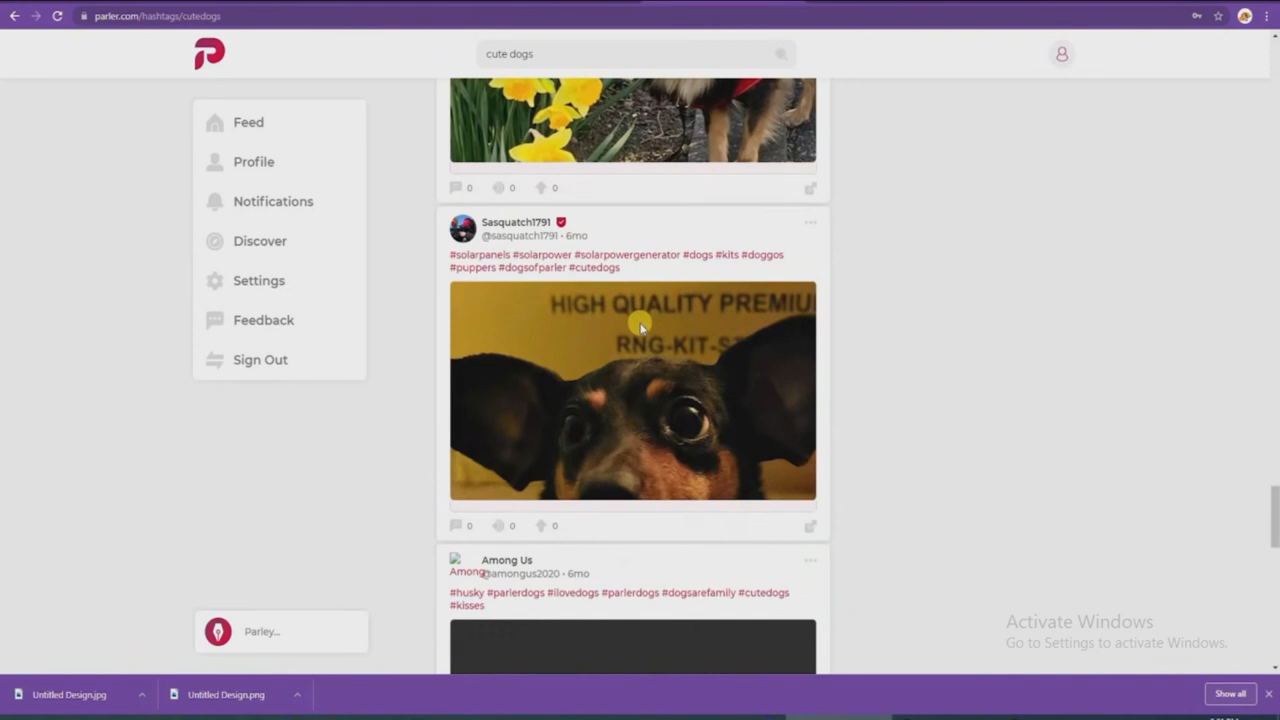 parler.com/hashtags/cutedogs
cute dogs
Feed
Profile
Notifications
Discover
Settings
Feedback
Sign Out
Parley...
0 0 0
Sasquatch1791
@sasquatch1791 • 6mo
#solarpanels #solarpower #solarpowergenerator #dogs #kits #doggos
#puppers #dogsofparler #cutedogs
HIGH QUALITY PREMIU
RNG-KIT-ST
0 0 0
Among Us
Among
@amongus2020 • 6mo
#husky #parlerdogs #ilovedogs #parlerdogs #dogsarefamily #cutedogs
#kisses
Activate Windows
Go to Settings to activate Windows.
Untitled Design.jpg
Untitled Design.png
Show all